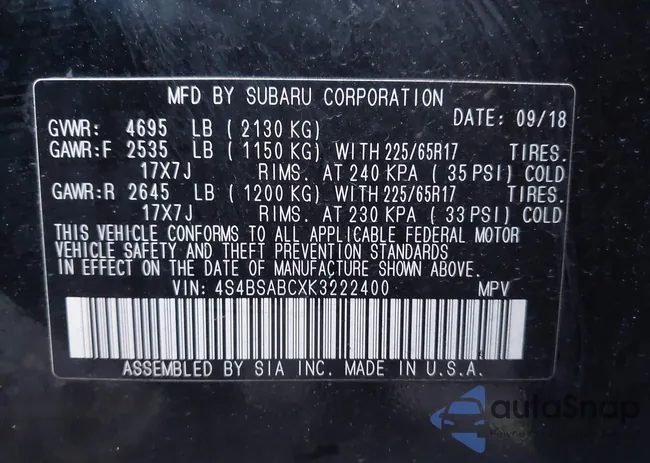 MFD BY SUBARU CORPORATION
DATE: 09/18
GVWR: 4695 LB ( 2130 KG)
GAWR:F 2535 LB ( 1150 KG) WITH 225/65R17 TIRES.
17X7J RIMS. AT 240 KPA ( 35 PSI) COLD
GAWR:R 2645 LB ( 1200 KG) WITH 225/65R17 TIRES.
17X7J RIMS. AT 230 KPA ( 33 PSI) COLD
THIS VEHICLE CONFORMS TO ALL APPLICABLE FEDERAL MOTOR
VEHICLE SAFETY AND THEFT PREVENTION STANDARDS
IN EFFECT ON THE DATE OF MANUFACTURE SHOWN ABOVE.
VIN: 4S4BSABCXK3222400 MPV
ASSEMBLED BY SIA INC. MADE IN U.S.A.
autoSnap